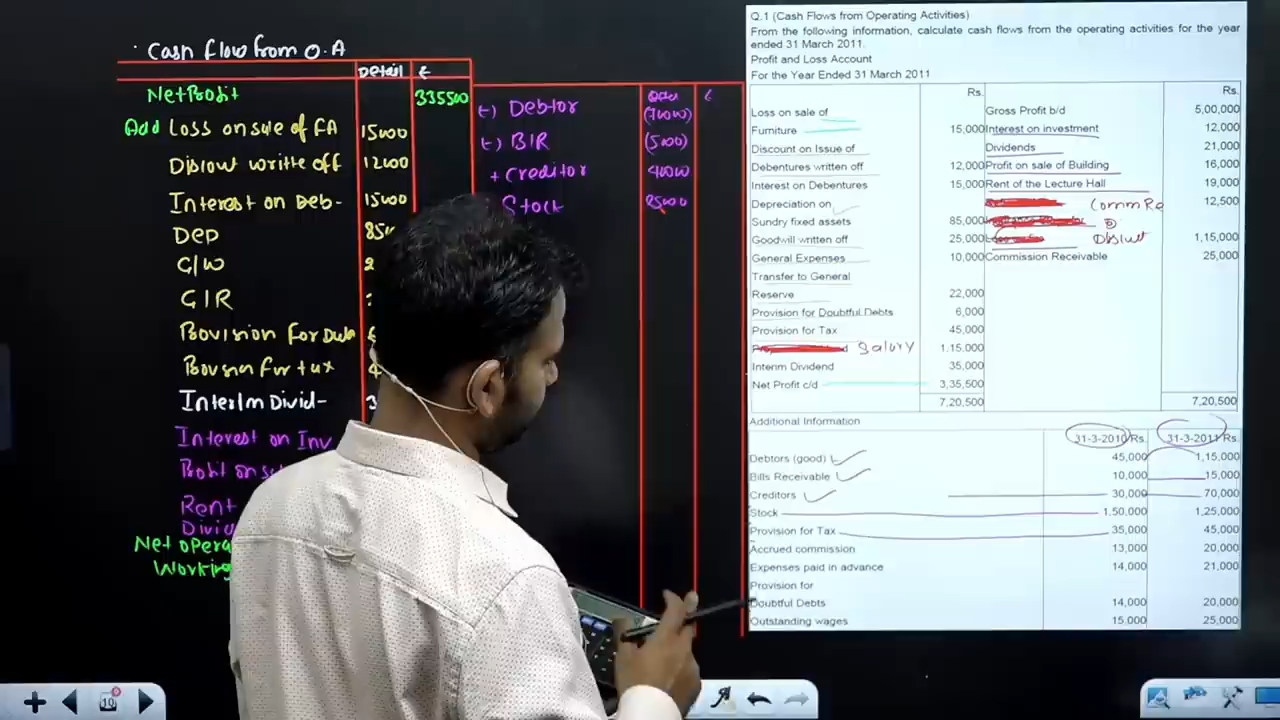 Cash flow from O.A
Detail ₹
Net Profit 335500
Add Loss on sale of FA 15000
Discout writte off 12000
Interest on Deb- 15000
Dep
G/W
G/R
Provision For
Provision For tax
Interim Divid-
Interest on Inv
Profit on
Rent
Divid
Net opera
Working
(-) Debtor (70000)
(-) B/R (5000)
+ Creditor 40000
Stock 25000
Q.1 (Cash Flows from Operating Activities)
From the following information, calculate cash flows from the operating activities for the year
ended 31 March 2011.
Profit and Loss Account
For the Year Ended 31 March 2011
Rs. Rs.
Loss on sale of Gross Profit b/d 5,00,000
Furniture 15,000 Interest on investment 12,000
Discount on Issue of Dividends 21,000
Debentures written off 12,000 Profit on sale of Building 16,000
Interest on Debentures 15,000 Rent of the Lecture Hall 19,000
Depreciation on Comm Re 12,500
Sundry fixed assets 85,000
Goodwill written off 25,000 1,15,000
General Expenses 10,000 Commission Receivable 25,000
Transfer to General
Reserve 22,000
Provision for Doubtful Debts 6,000
Provision for Tax 45,000
Salary 1.15.000
Interim Dividend 35,000
Net Profit c/d 3,35,500
7,20,500 7,20,500
Additional Information
31-3-2010 Rs. 31-3-2011 Rs.
Debtors (good) 45,000 1,15,000
Bills Receivable 10,000 15,000
Creditors 30,000 70,000
Stock 1,50,000 1,25,000
Provision for Tax 35,000 45,000
Accrued commission 13,000 20,000
Expenses paid in advance 14,000 21,000
Provision for
Doubtful Debts 14,000 20,000
Outstanding wages 15,000 25,000
10